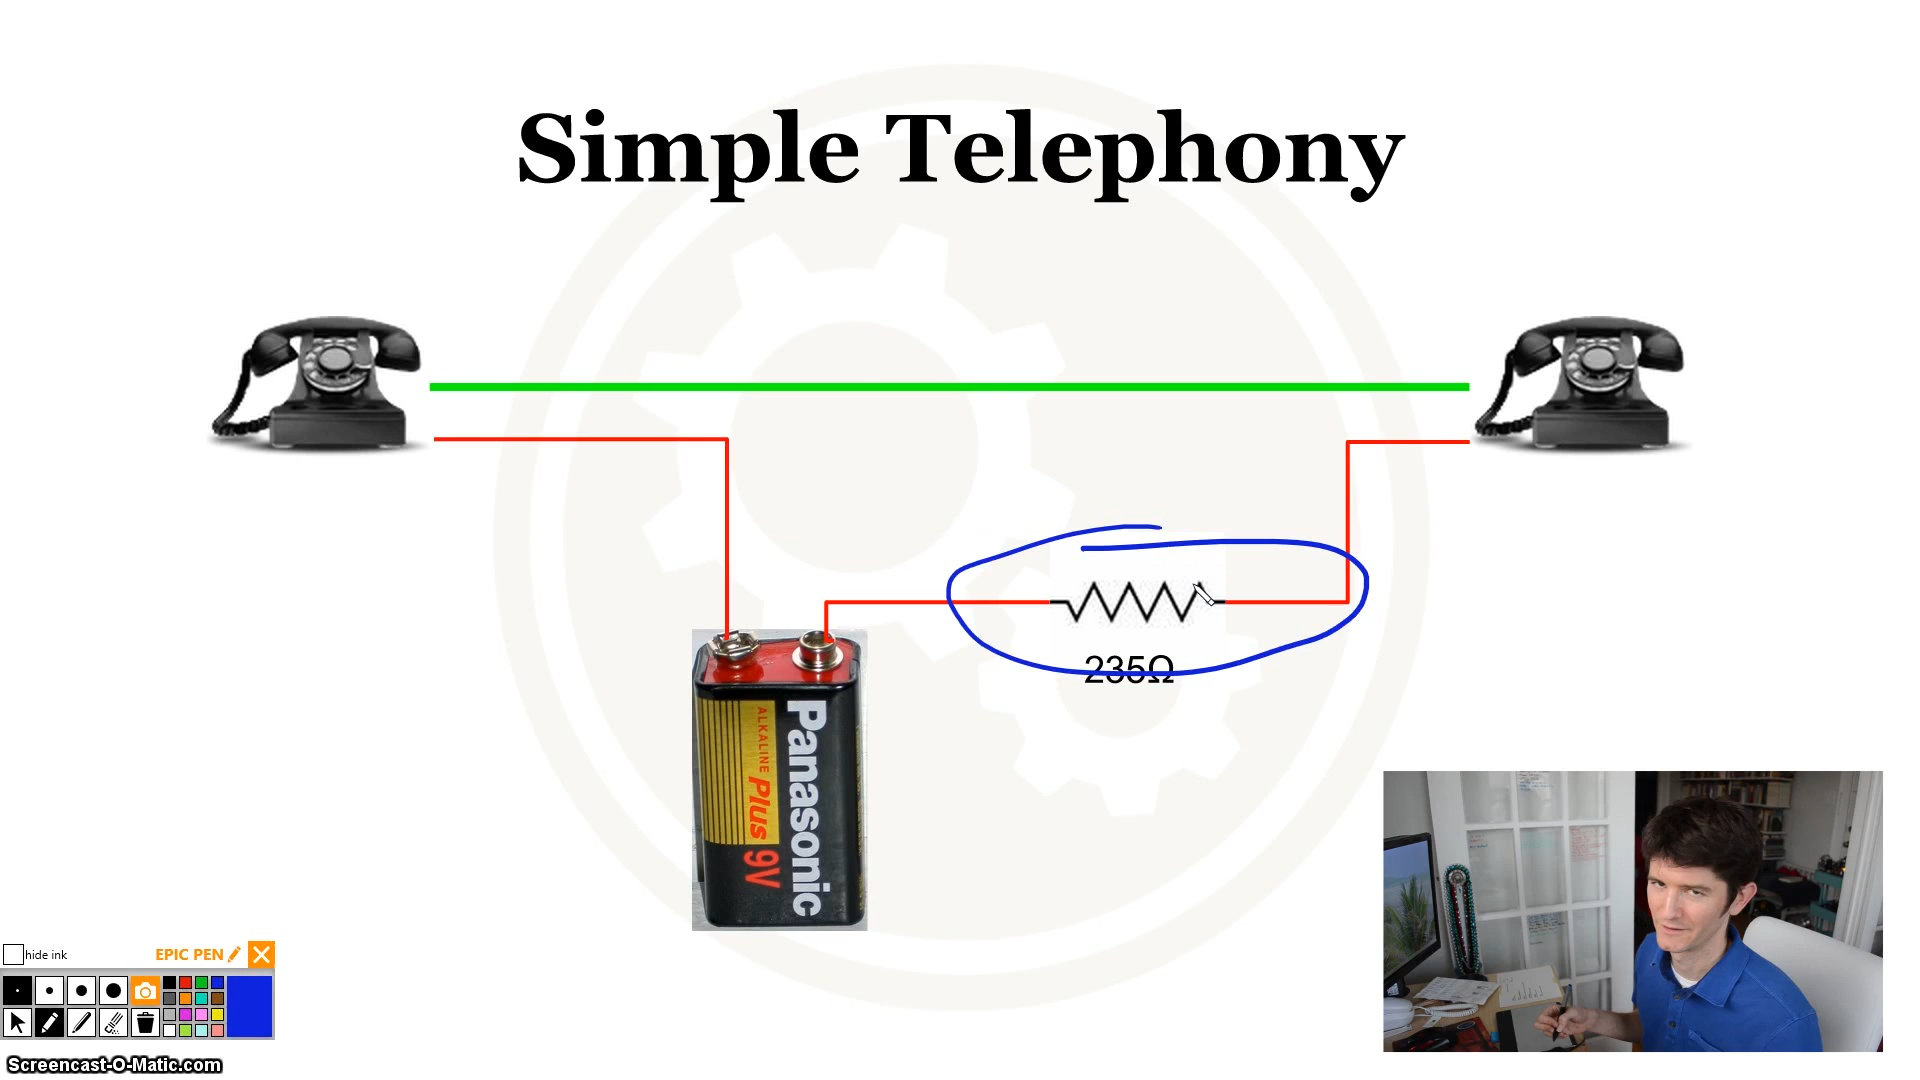 Simple Telephony
235Ω
Panasonic
ALKALINE Plus 9V
hide ink
EPIC PEN
Screencast-O-Matic.com